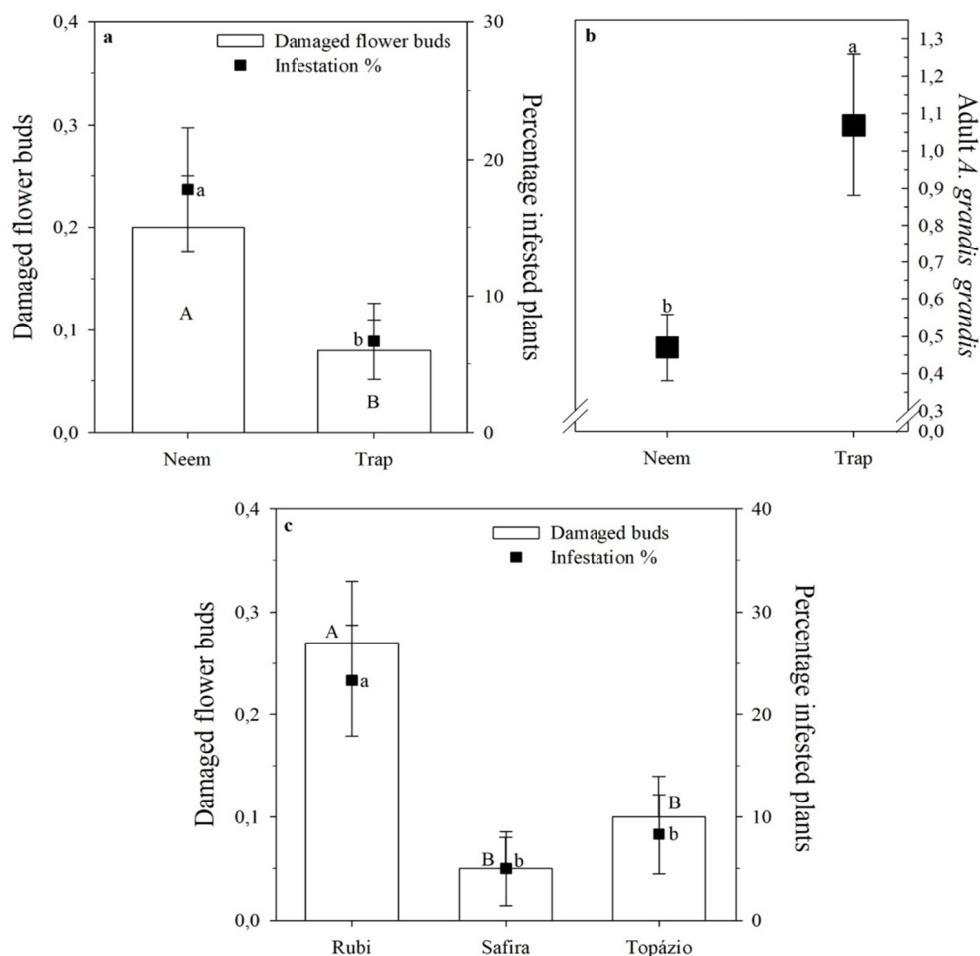 a
Damaged flower buds
Infestation %
Damaged flower buds
0,4
0,3
0,2
0,1
0,0
30
20
10
0
Percentage infested plants
a
A
b
B
Neem
Trap
b
a
b
1,3
1,2
1,1
1,0
0,9
0,8
0,7
0,6
0,5
0,4
0,3
0,0
Adult A. grandis grandis
Neem
Trap
c
Damaged buds
Infestation %
Damaged flower buds
0,4
0,3
0,2
0,1
0,0
40
30
20
10
0
Percentage infested plants
A
a
B
b
B
b
Rubi
Safira
Topázio